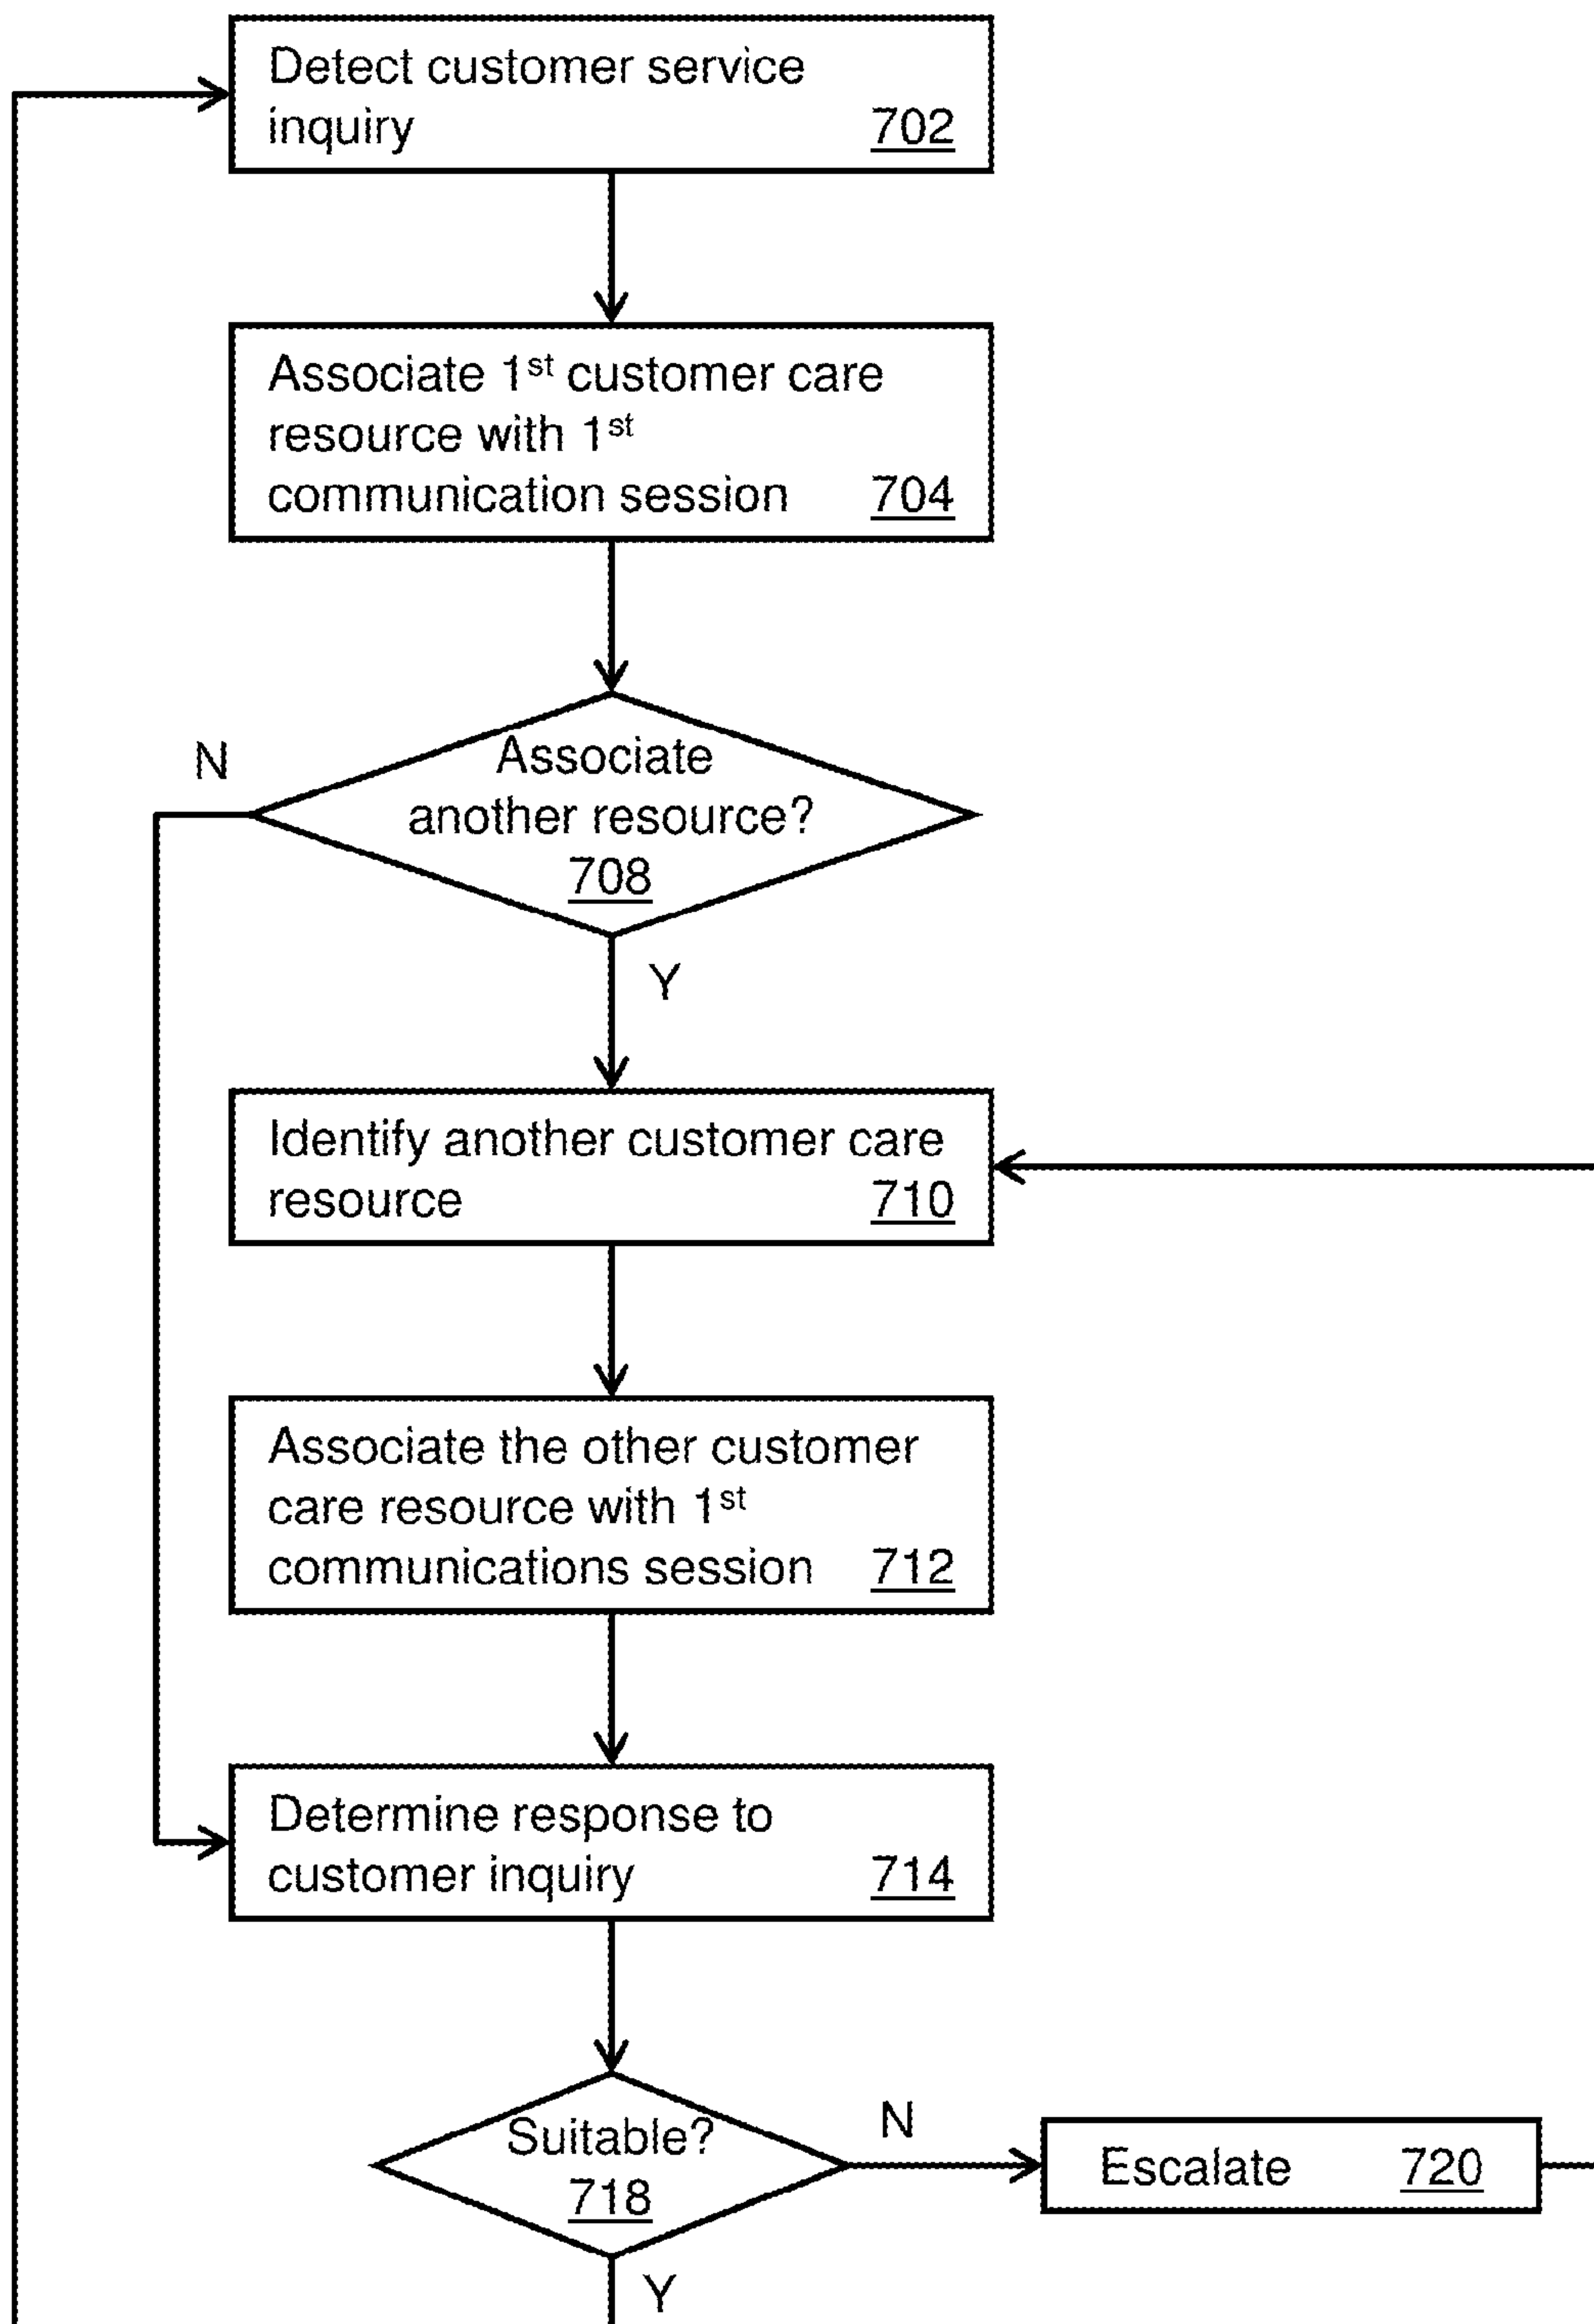 Detect customer service
inquiry 702
Associate 1st customer care
resource with 1st
communication session 704
N
Associate
another resource?
708
Y
Identify another customer care
resource 710
Associate the other customer
care resource with 1st
communications session 712
Determine response to
customer inquiry 714
Suitable?
718
N
Escalate 720
Y